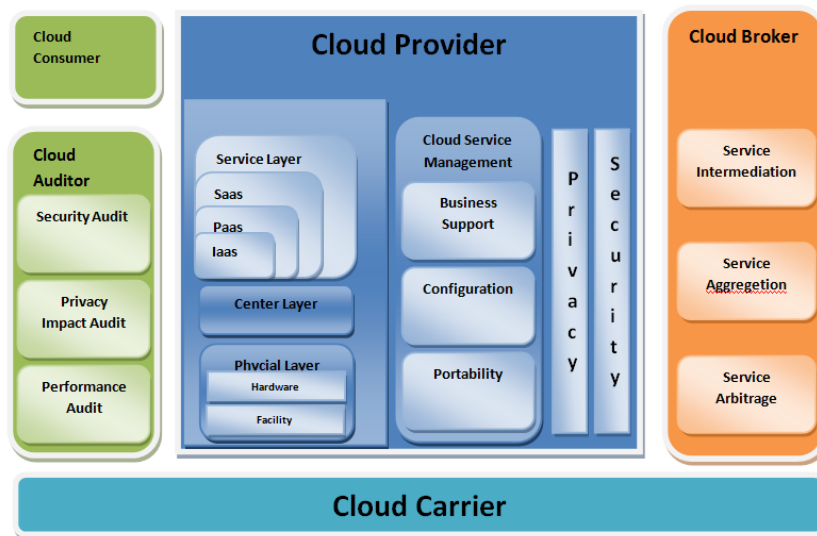 Cloud
Consumer
Cloud
Auditor
Security Audit
Privacy
Impact Audit
Performance
Audit
Cloud Provider
Service Layer
Saas
Paas
Iaas
Center Layer
Phycial Layer
Hardware
Facility
Cloud Service
Management
Business
Support
Configuration
Portability
Privacy
Security
Cloud Broker
Service
Intermediation
Service
Aggregetion
Service
Arbitrage
Cloud Carrier